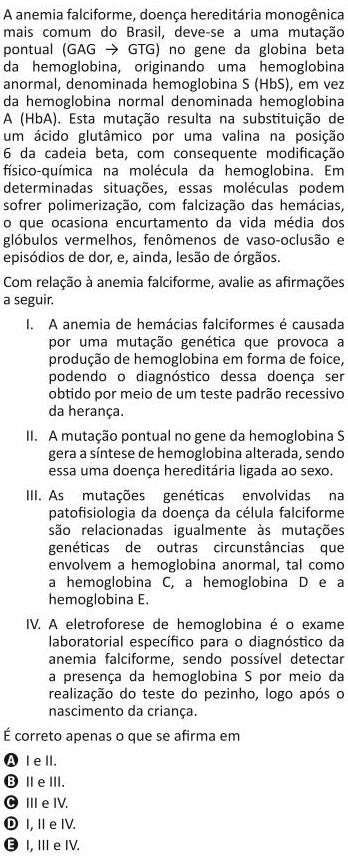 A anemia falciforme, doença hereditária monogênica
mais comum do Brasil, deve-se a uma mutação
pontual (GAG → GTG) no gene da globina beta
da hemoglobina, originando uma hemoglobina
anormal, denominada hemoglobina S (HbS), em vez
da hemoglobina normal denominada hemoglobina
A (HbA). Esta mutação resulta na substituição de
um ácido glutâmico por uma valina na posição
6 da cadeia beta, com consequente modificação
físico-química na molécula da hemoglobina. Em
determinadas situações, essas moléculas podem
sofrer polimerização, com falcização das hemácias,
o que ocasiona encurtamento da vida média dos
glóbulos vermelhos, fenômenos de vaso-oclusão e
episódios de dor, e, ainda, lesão de órgãos.
Com relação à anemia falciforme, avalie as afirmações
a seguir.
I. A anemia de hemácias falciformes é causada
por uma mutação genética que provoca a
produção de hemoglobina em forma de foice,
podendo o diagnóstico dessa doença ser
obtido por meio de um teste padrão recessivo
da herança.
II. A mutação pontual no gene da hemoglobina S
gera a síntese de hemoglobina alterada, sendo
essa uma doença hereditária ligada ao sexo.
III. As mutações genéticas envolvidas na
patofisiologia da doença da célula falciforme
são relacionadas igualmente às mutações
genéticas de outras circunstâncias que
envolvem a hemoglobina anormal, tal como
a hemoglobina C, a hemoglobina D e a
hemoglobina E.
IV. A eletroforese de hemoglobina é o exame
laboratorial específico para o diagnóstico da
anemia falciforme, sendo possível detectar
a presença da hemoglobina S por meio da
realização do teste do pezinho, logo após o
nascimento da criança.
É correto apenas o que se afirma em
A I e II.
B II e III.
C III e IV.
D I, II e IV.
E I, III e IV.